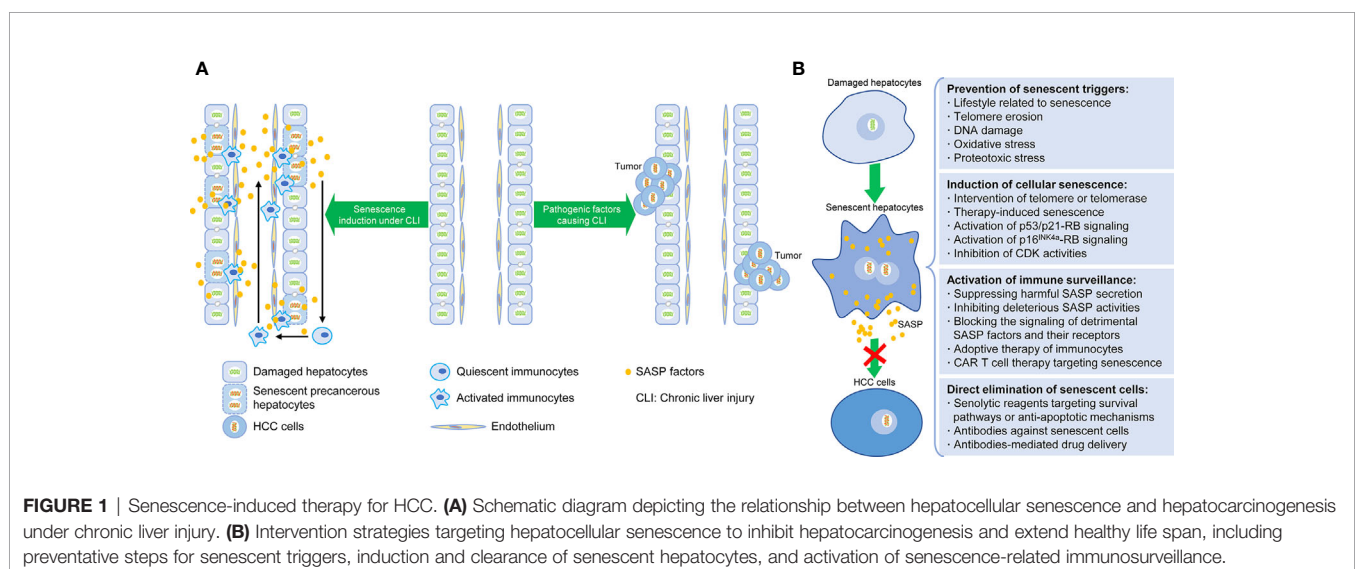 A
Senescence
induction under CLI
Pathogenic factors
causing CLI
Tumor
Tumor
Damaged hepatocytes
Senescent precancerous
hepatocytes
HCC cells
Quiescent immunocytes
Activated immunocytes
Endothelium
SASP factors
CLI: Chronic liver injury
B
Damaged hepatocytes
Senescent hepatocytes
SASP
HCC cells
Prevention of senescent triggers:
· Lifestyle related to senescence
· Telomere erosion
· DNA damage
· Oxidative stress
· Proteotoxic stress
Induction of cellular senescence:
· Intervention of telomere or telomerase
· Therapy-induced senescence
· Activation of p53/p21-RB signaling
· Activation of p16INK4a-RB signaling
· Inhibition of CDK activities
Activation of immune surveillance:
· Suppressing harmful SASP secretion
· Inhibiting deleterious SASP activities
· Blocking the signaling of detrimental
SASP factors and their receptors
· Adoptive therapy of immunocytes
· CAR T cell therapy targeting senescence
Direct elimination of senescent cells:
· Senolytic reagents targeting survival
pathways or anti-apoptotic mechanisms
· Antibodies against senescent cells
· Antibodies-mediated drug delivery
FIGURE 1 | Senescence-induced therapy for HCC. (A) Schematic diagram depicting the relationship between hepatocellular senescence and hepatocarcinogenesis
under chronic liver injury. (B) Intervention strategies targeting hepatocellular senescence to inhibit hepatocarcinogenesis and extend healthy life span, including
preventative steps for senescent triggers, induction and clearance of senescent hepatocytes, and activation of senescence-related immunosurveillance.